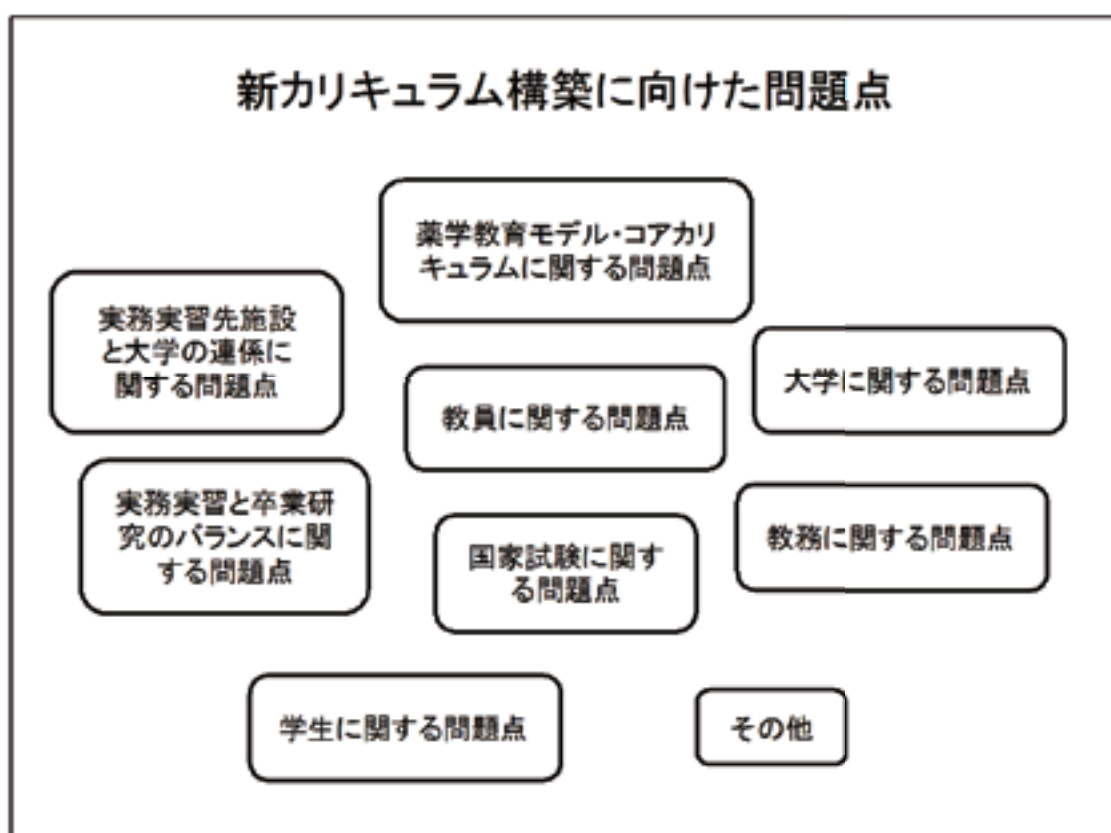 新カリキュラム構築に向けた問題点
薬学教育モデル・コアカリ
キュラムに関する問題点
実務実習先施設
と大学の連係に
関する問題点
教員に関する問題点
大学に関する問題点
実務実習と卒業研
究のバランスに関
する問題点
国家試験に関す
る問題点
教務に関する問題点
学生に関する問題点
その他